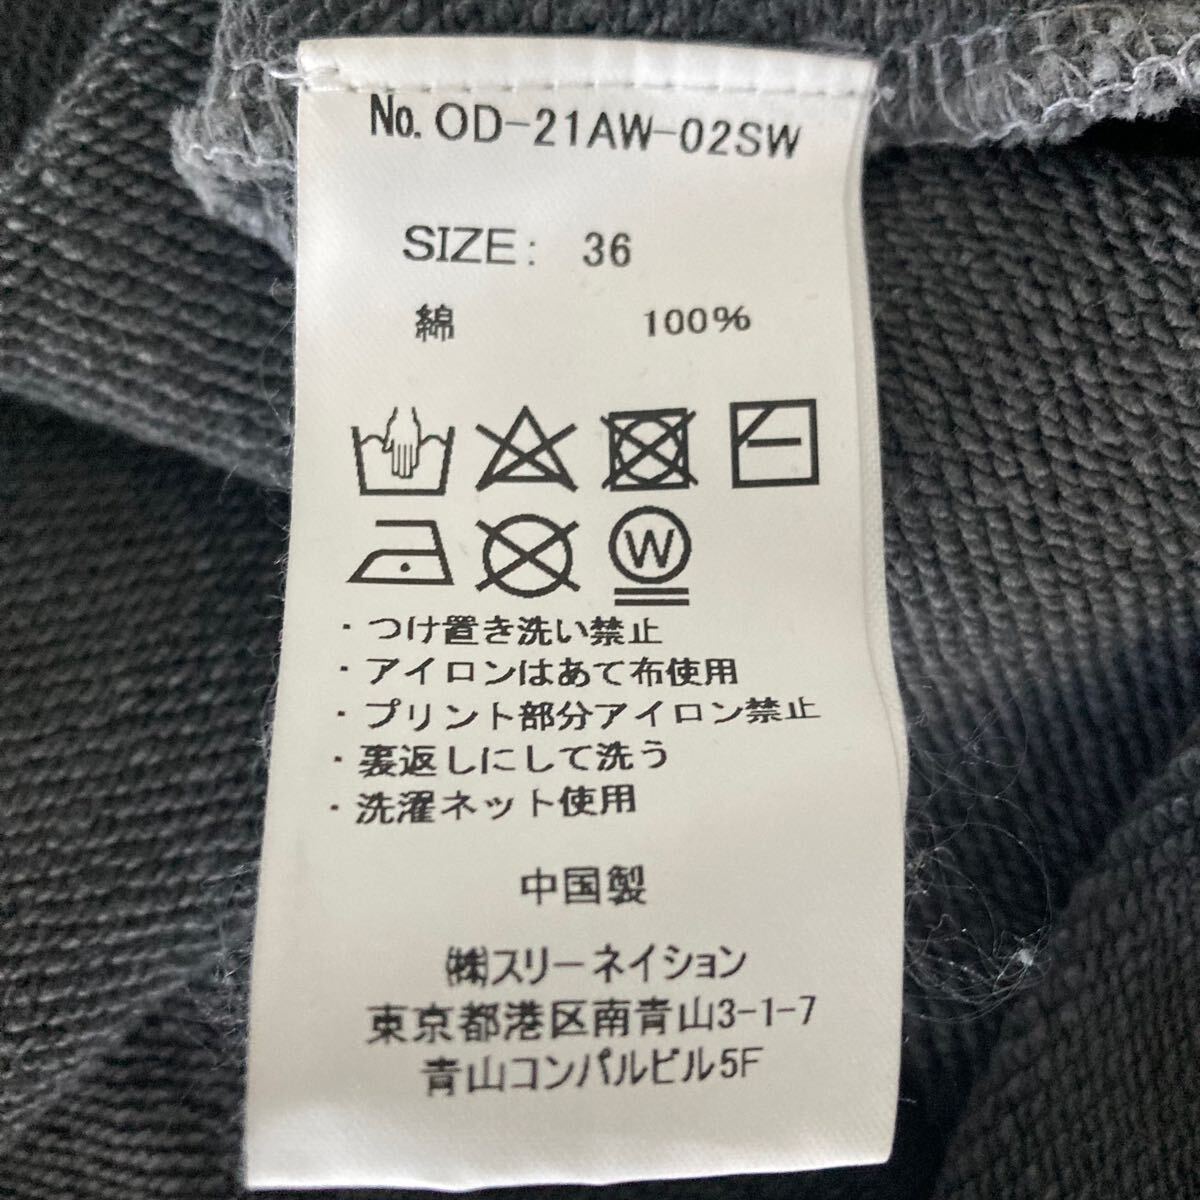 No. OD-21AW-02SW
SIZE: 36
綿 100%
W
・つけ置き洗い禁止
・アイロンはあて布使用
・プリント部分アイロン禁止
・裏返しにして洗う
・洗濯ネット使用
中国製
㈱スリーネイション
東京都港区南青山3-1-7
青山コンパルビル5F